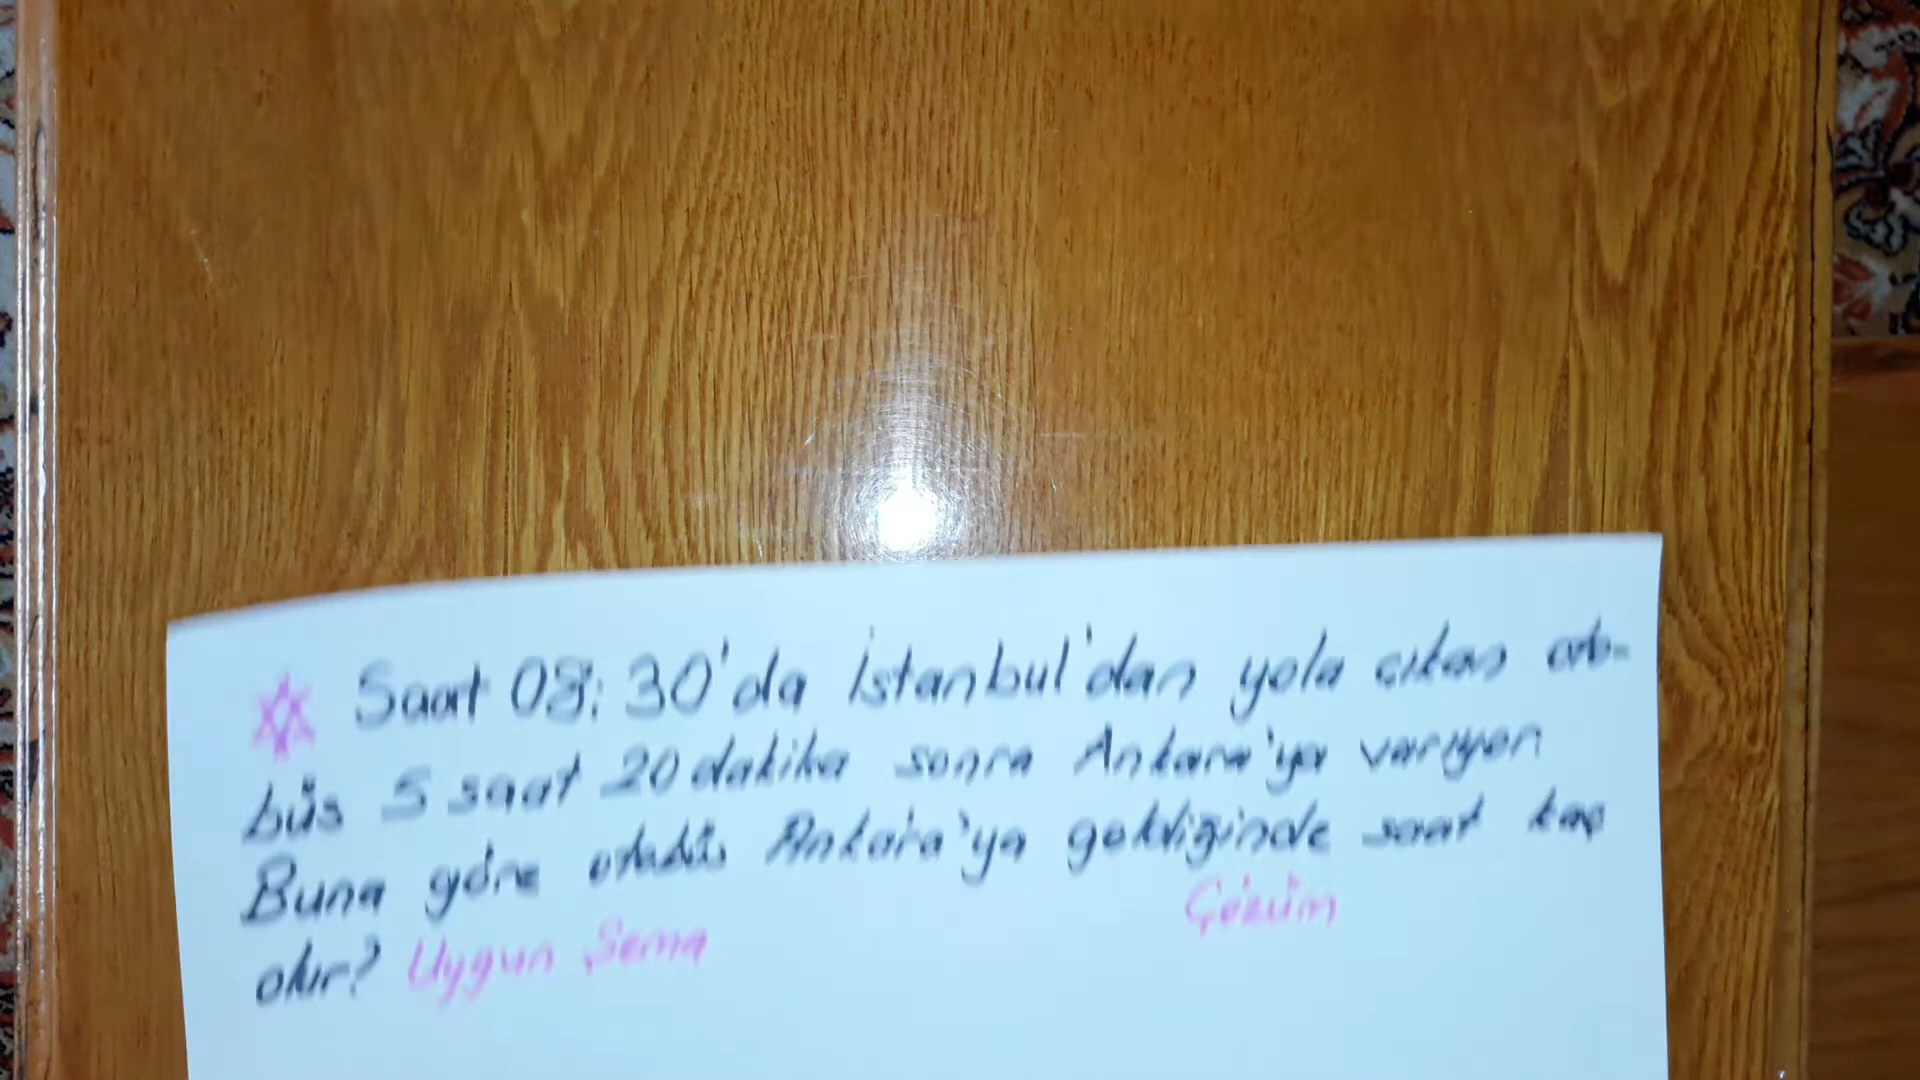 Saat 08:30'da İstanbul'dan yola çıkan oto-
büs 5 saat 20 dakika sonra Ankara'ya varıyor.
Buna göre otobüs Ankara'ya geldiğinde saat kaç
olur? Uygun Şema
Çözüm